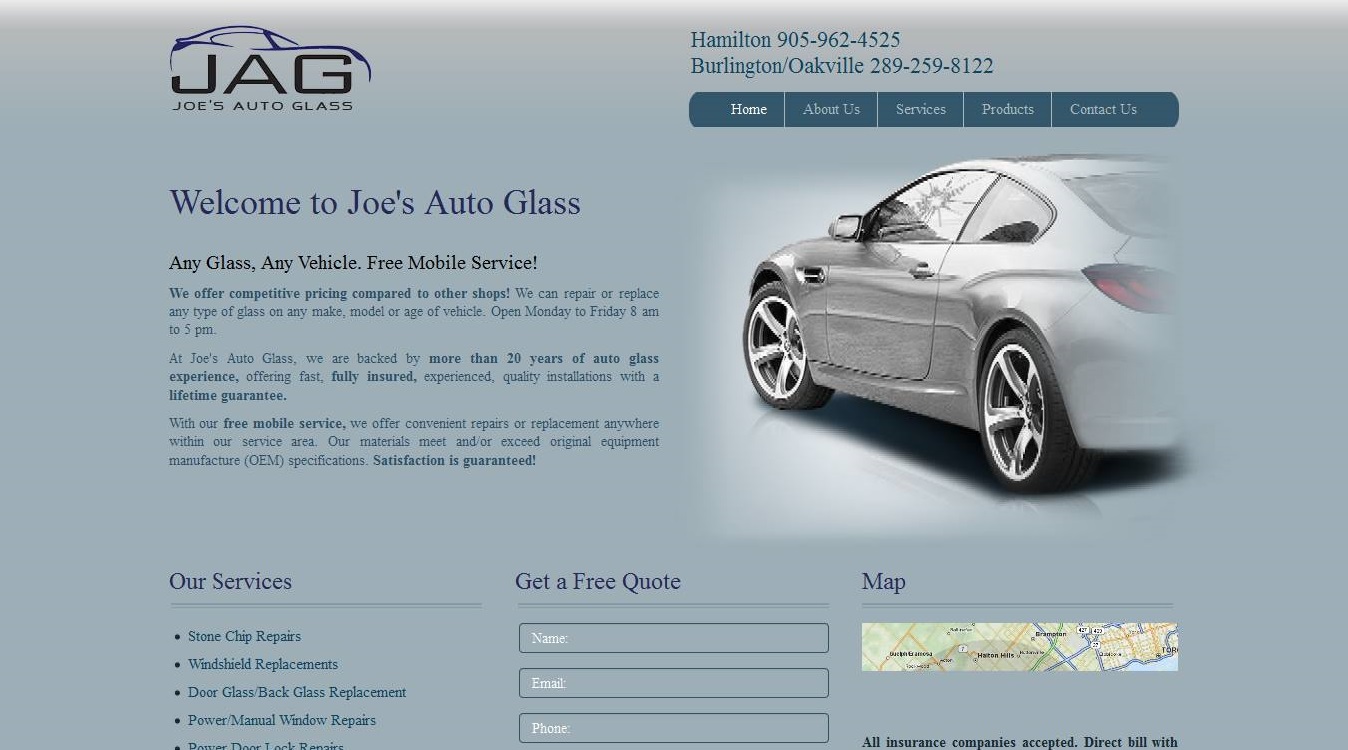 JAG
JOE'S AUTO GLASS
Hamilton 905-962-4525
Burlington/Oakville 289-259-8122
Home
About Us
Services
Products
Contact Us
Welcome to Joe's Auto Glass
Any Glass, Any Vehicle. Free Mobile Service!
We offer competitive pricing compared to other shops! We can repair or replace
any type of glass on any make, model or age of vehicle. Open Monday to Friday 8 am
to 5 pm.
At Joe's Auto Glass, we are backed by more than 20 years of auto glass
experience, offering fast, fully insured, experienced, quality installations with a
lifetime guarantee.
With our free mobile service, we offer convenient repairs or replacement anywhere
within our service area. Our materials meet and/or exceed original equipment
manufacture (OEM) specifications. Satisfaction is guaranteed!
Our Services
Stone Chip Repairs
Windshield Replacements
Door Glass/Back Glass Replacement
Power/Manual Window Repairs
Power Door Lock Repairs
Get a Free Quote
Name:
Email:
Phone:
Map
Brampton
Halton Hills
427
409
7
All insurance companies accepted. Direct bill with